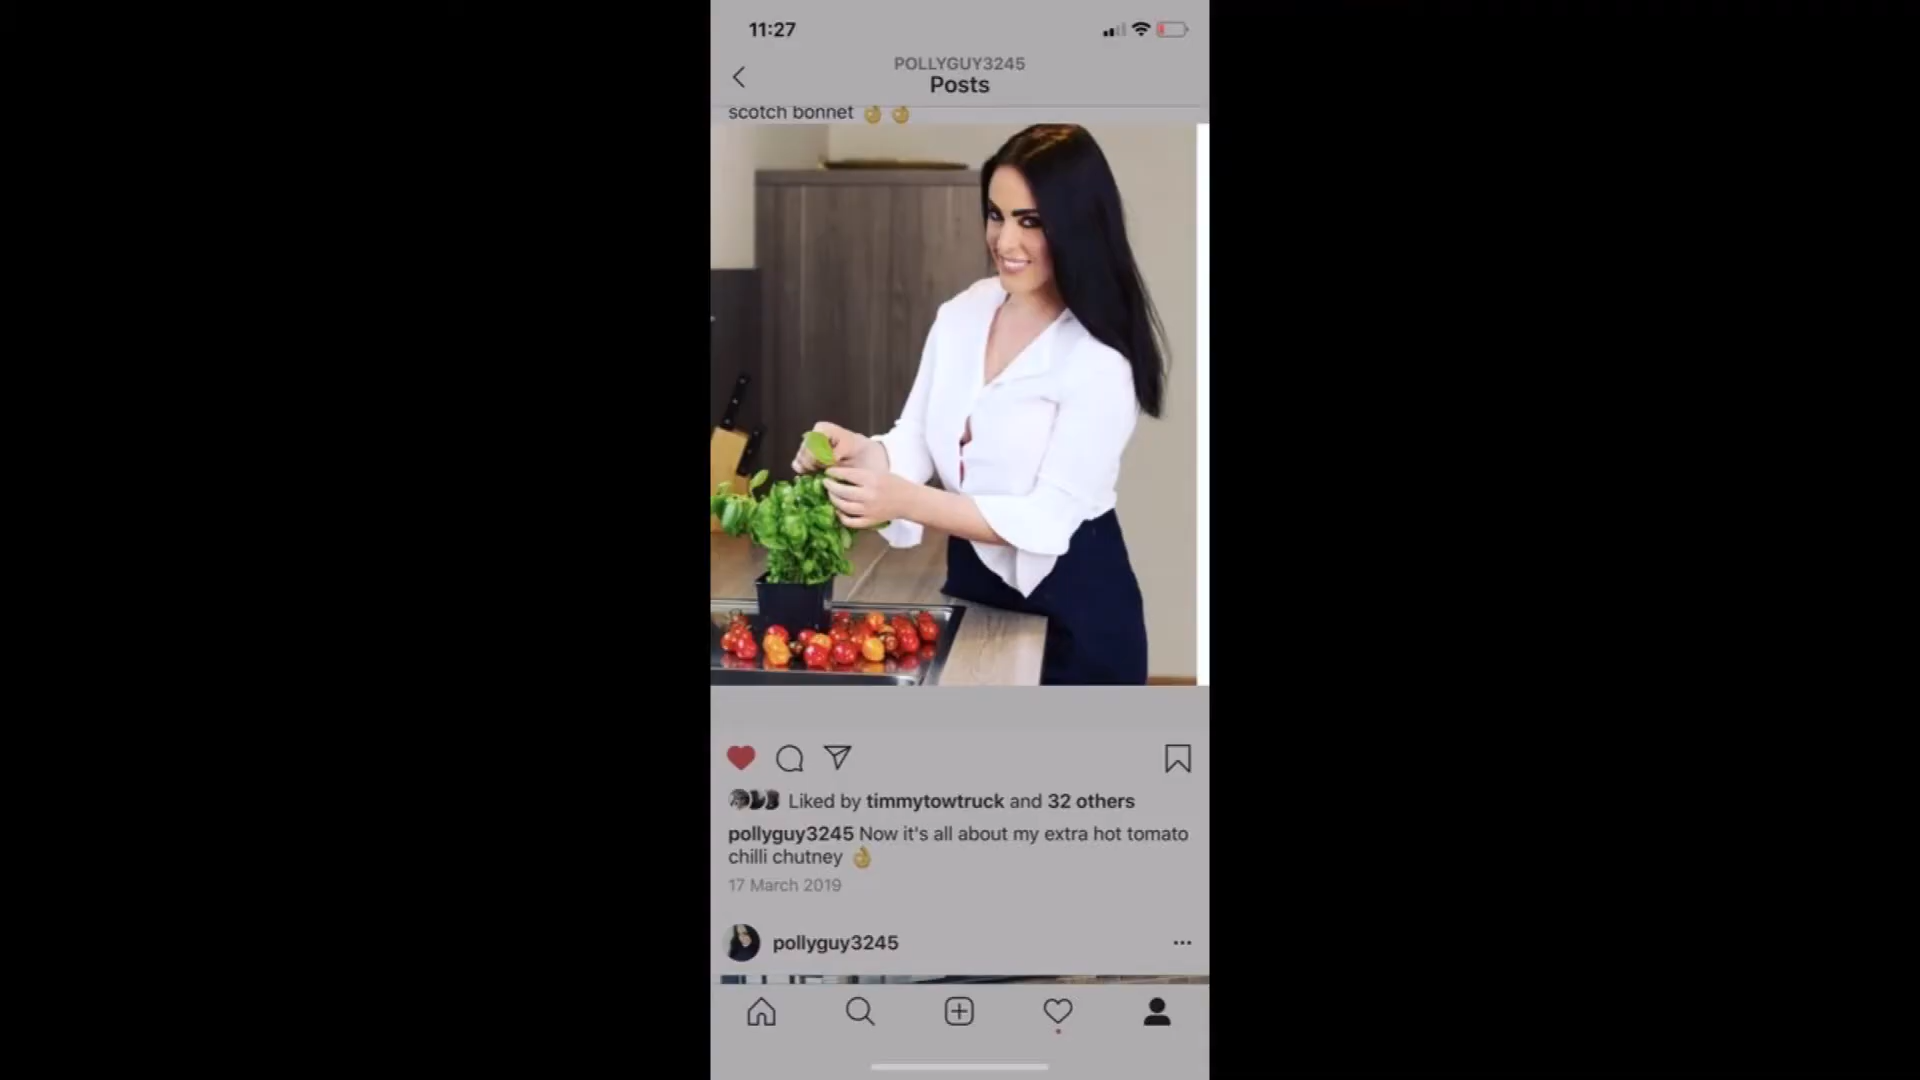 11:27
POLLYGUY3245
Posts
scotch bonnet 👌 👌
Liked by timmytowtruck and 32 others
pollyguy3245 Now it's all about my extra hot tomato
chilli chutney 👌
17 March 2019
pollyguy3245